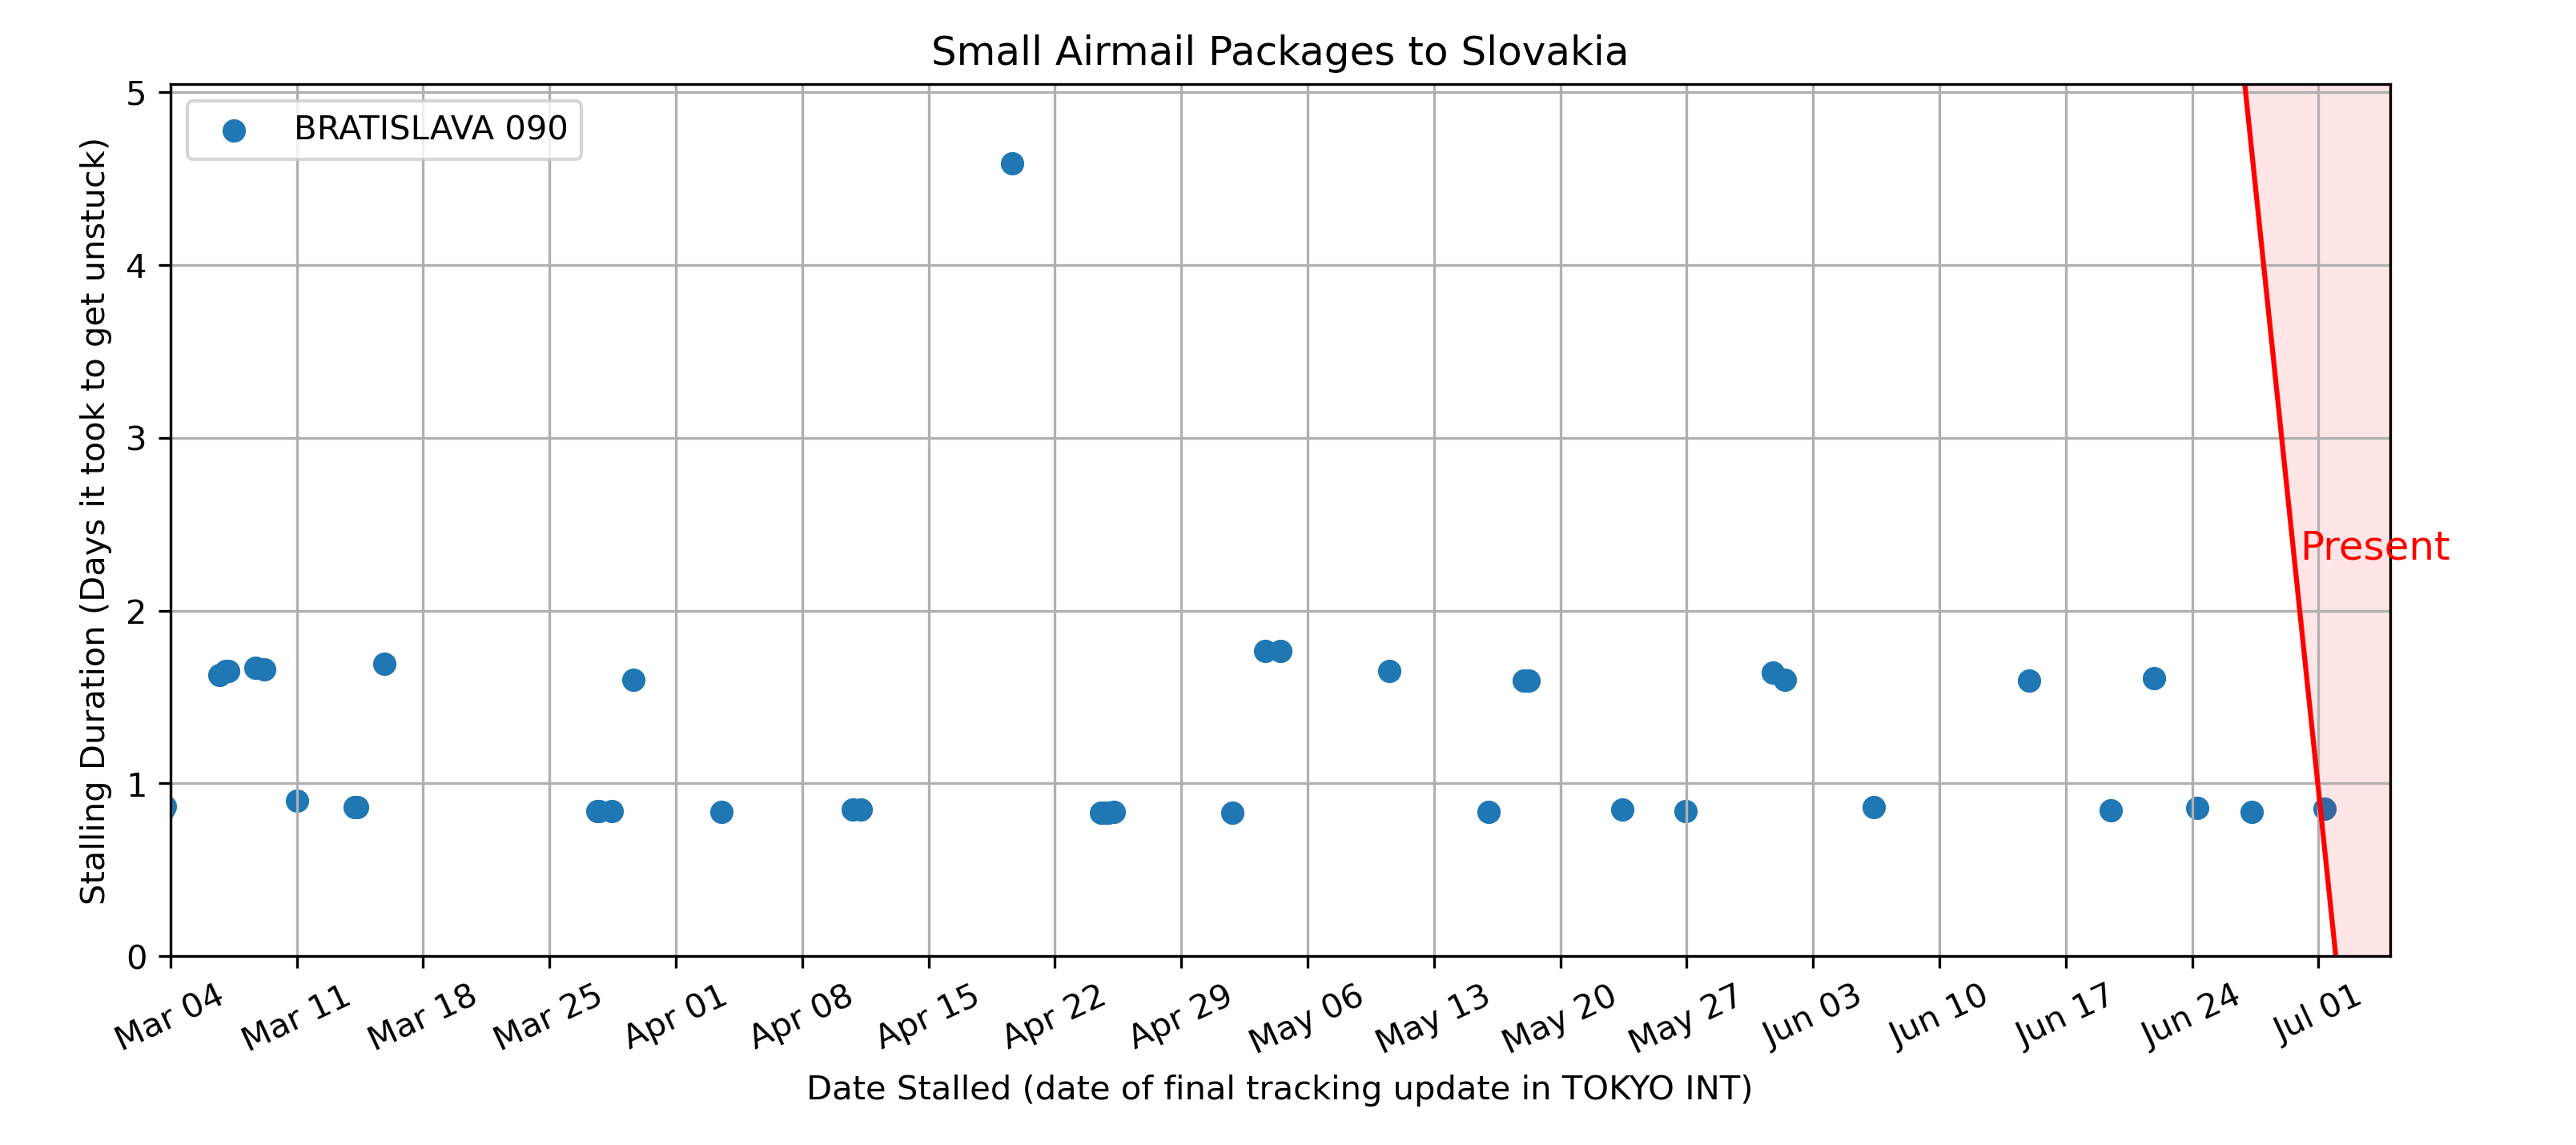 Small Airmail Packages to Slovakia
BRATISLAVA 090
Stalling Duration (Days it took to get unstuck)
5
4
3
2
1
0
Present
Mar 04
Mar 11
Mar 18
Mar 25
Apr 01
Apr 08
Apr 15
Apr 22
Apr 29
May 06
May 13
May 20
May 27
Jun 03
Jun 10
Jun 17
Jun 24
Jul 01
Date Stalled (date of final tracking update in TOKYO INT)